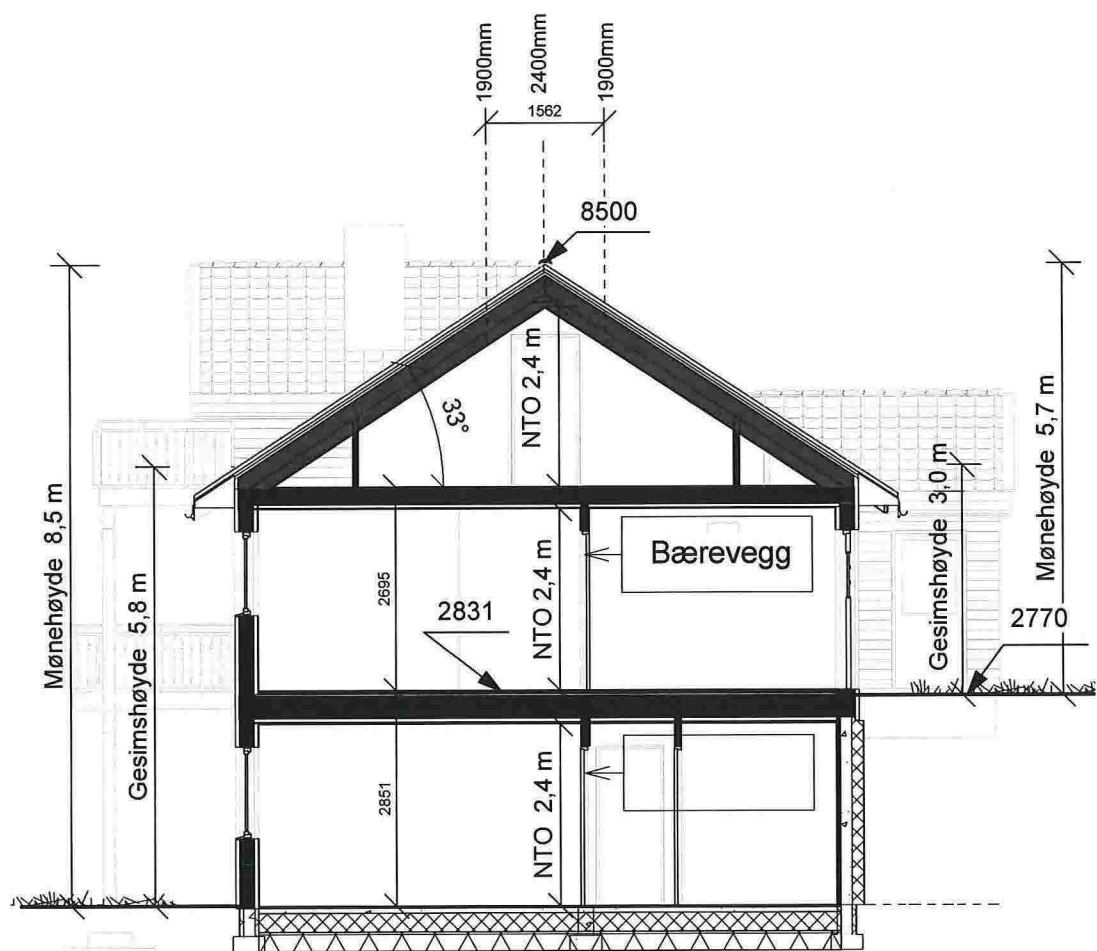 1900mm
2400mm
1900mm
1562
8500
33°
NTO 2,4 m
Mønehøyde 8,5 m
Gesimshøyde 5,8 m
Gesimshøyde 3,0 m
Mønehøyde 5,7 m
Bærevegg
2695
NTO 2,4 m
2831
2770
2851
NTO 2,4 m